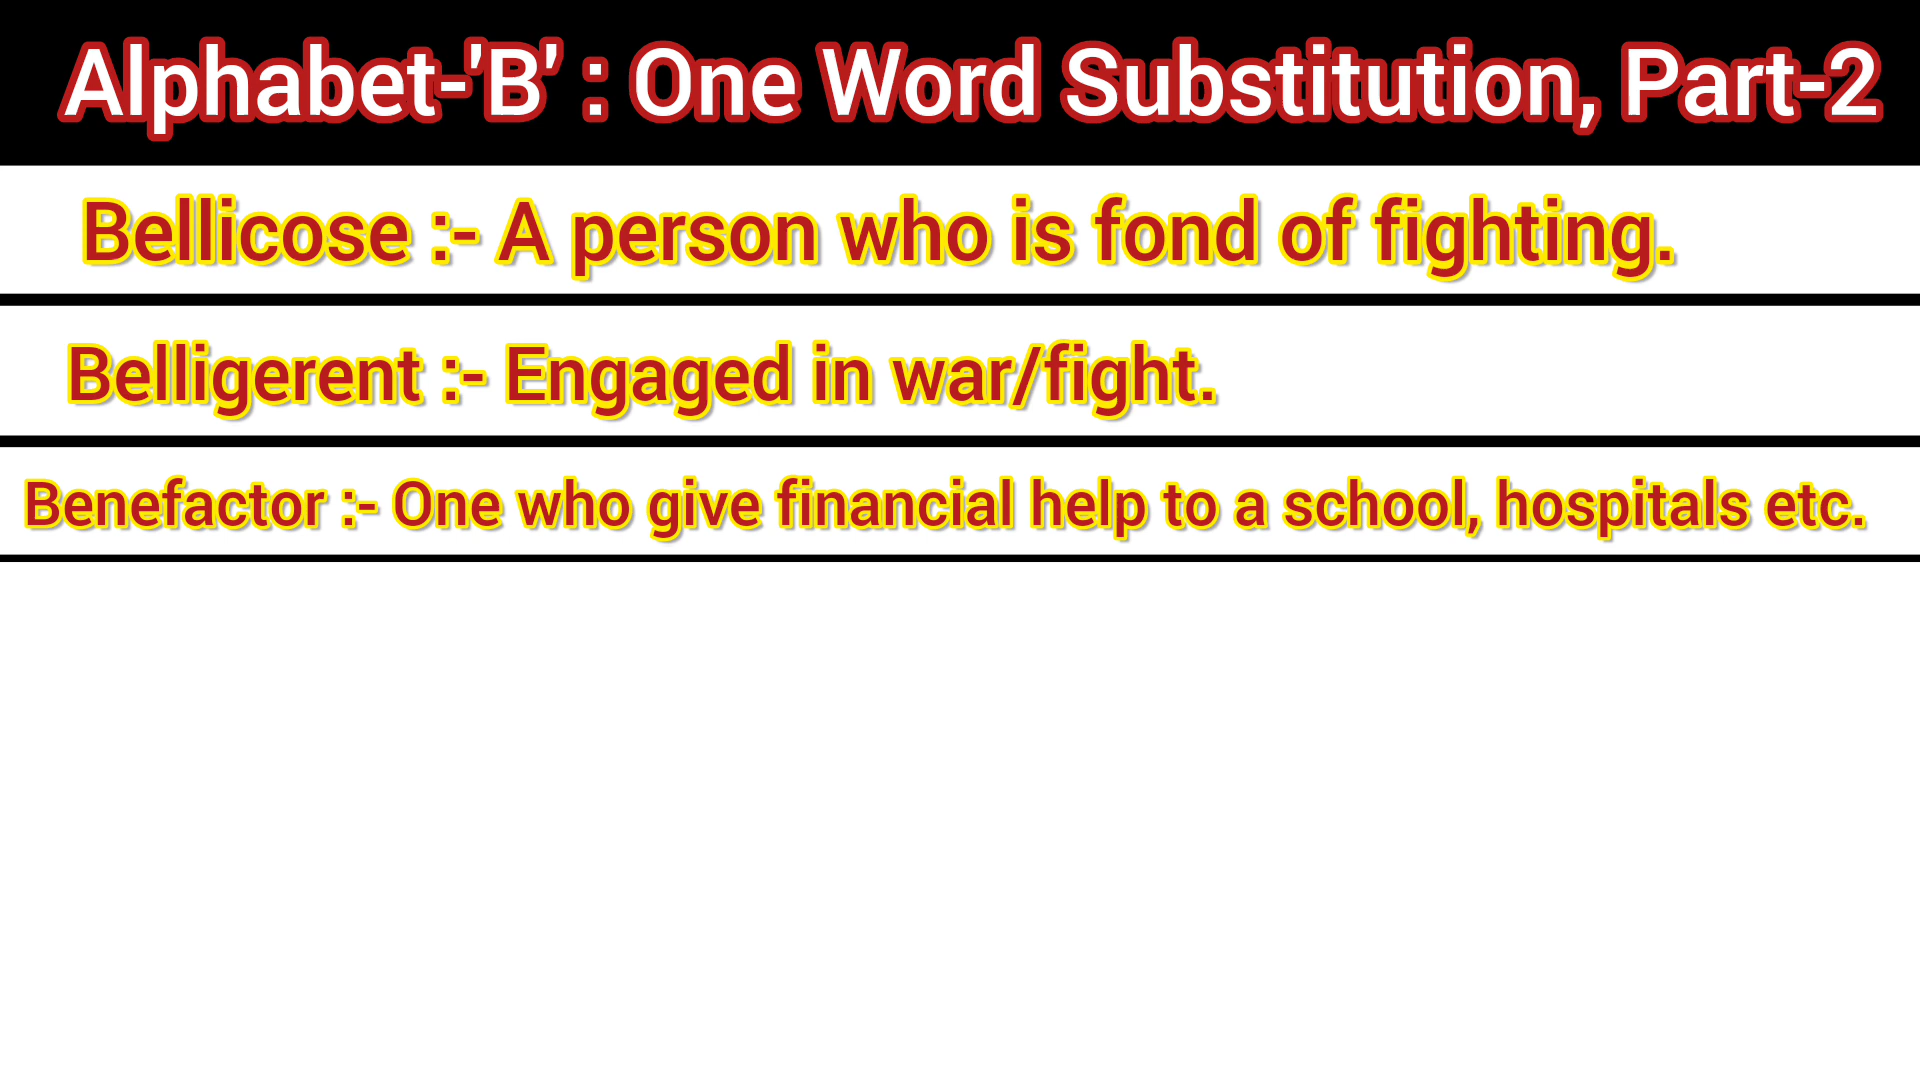 Alphabet-'B' : One Word Substitution, Part-2
Bellicose :- A person who is fond of fighting.
Belligerent :- Engaged in war/fight.
Benefactor :- One who give financial help to a school, hospitals etc.